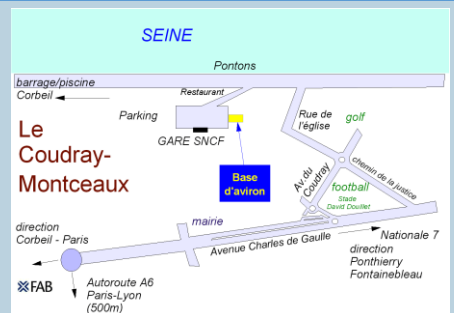 SEINE
Pontons
barrage/piscine
Corbeil
Restaurant
Parking
GARE SNCF
Rue de
l'église
golf
Le
Coudray-
Montceaux
Base
d'aviron
Av. du
Coudray
chemin de la justice
football
Stade
David Douillet
mairie
Avenue Charles de Gaulle
Nationale 7
direction
Ponthierry
Fontainebleau
direction
Corbeil - Paris
FAB
Autoroute A6
Paris-Lyon
(500m)